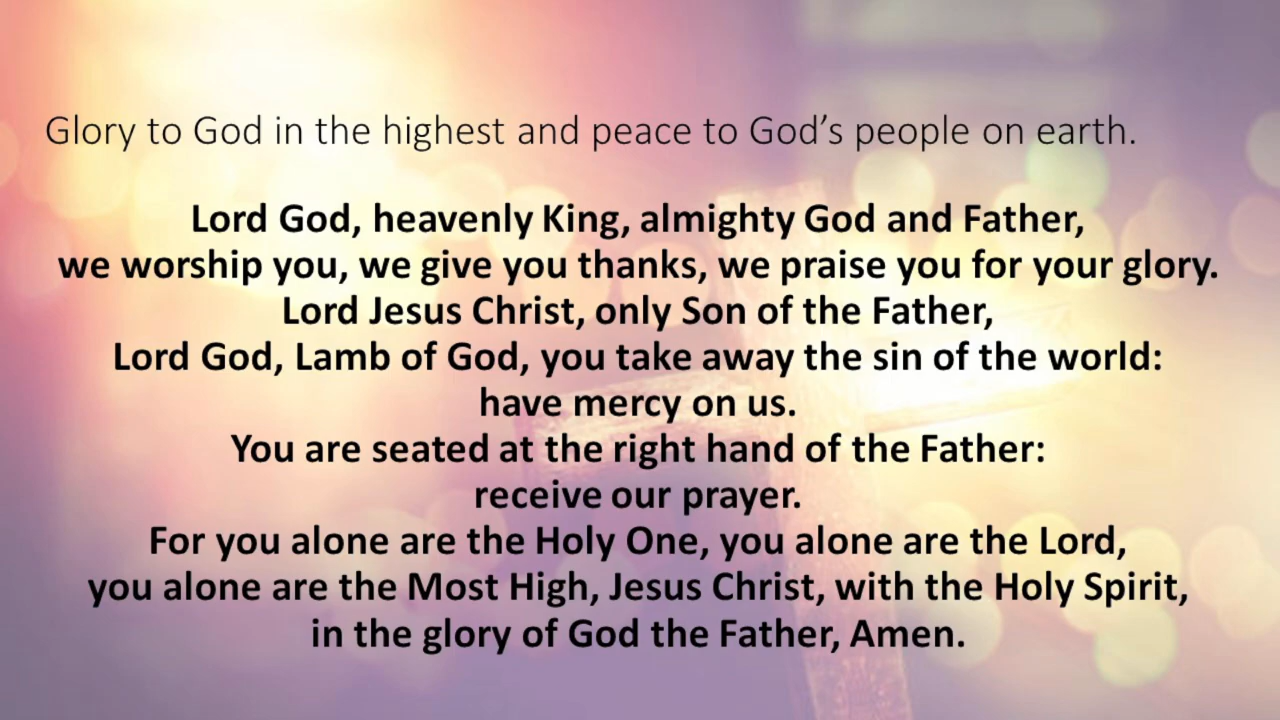 Glory to God in the highest and peace to God’s people on earth.
Lord God, heavenly King, almighty God and Father,
we worship you, we give you thanks, we praise you for your glory.
Lord Jesus Christ, only Son of the Father,
Lord God, Lamb of God, you take away the sin of the world:
have mercy on us.
You are seated at the right hand of the Father:
receive our prayer.
For you alone are the Holy One, you alone are the Lord,
you alone are the Most High, Jesus Christ, with the Holy Spirit,
in the glory of God the Father, Amen.